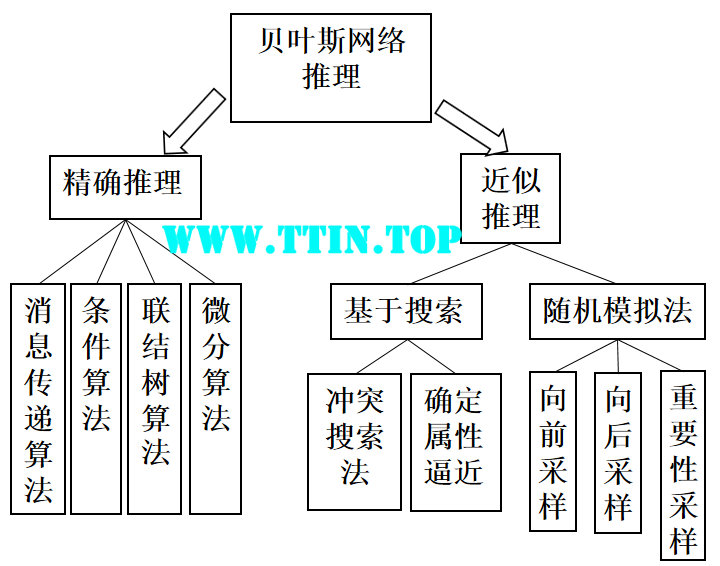 贝叶斯网络
推理
精确推理
近似
推理
WWW.TTIN.TOP
消息传递算法
条件算法
联结树算法
微分算法
基于搜索
随机模拟法
冲突
搜索
法
确定
属性
逼近
向前采样
向后采样
重要性采样